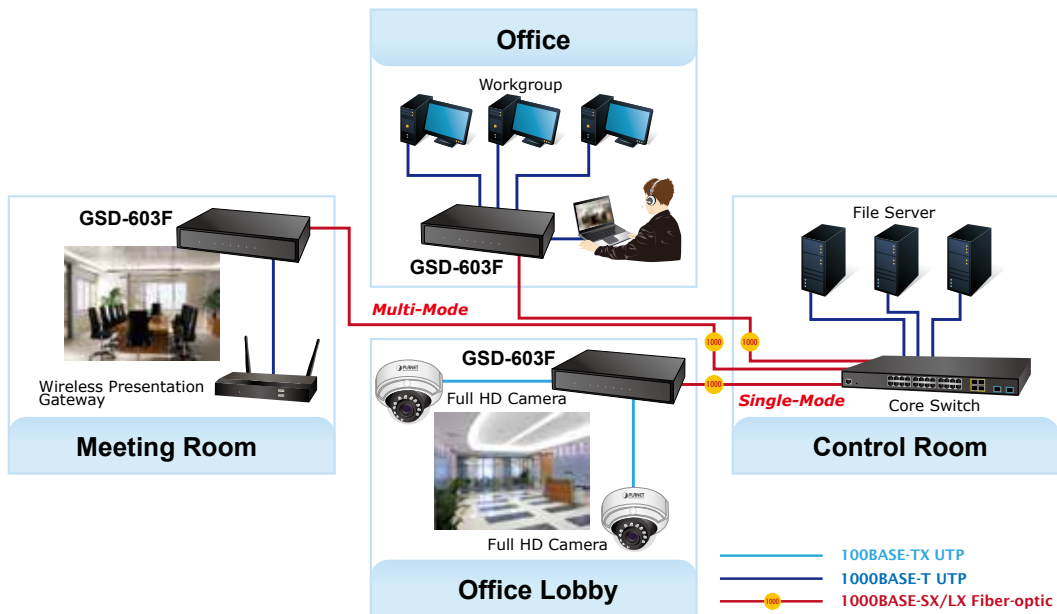 Office
Workgroup
GSD-603F
GSD-603F
Wireless Presentation
Gateway
Meeting Room
Multi-Mode
1000
1000
GSD-603F
PLANET
Full HD Camera
1000
Single-Mode
PLANET
Full HD Camera
Office Lobby
File Server
Core Switch
Control Room
100BASE-TX UTP
1000BASE-T UTP
1000
1000BASE-SX/LX Fiber-optic